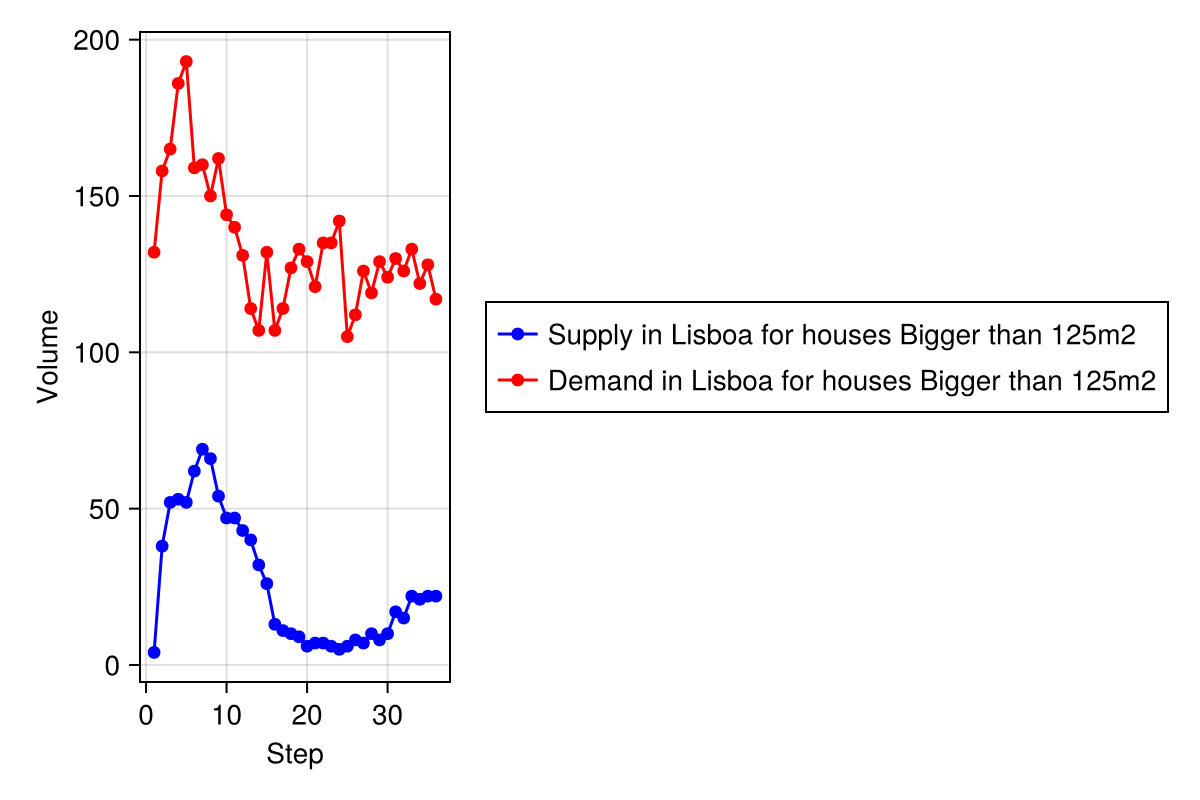 200
150
100
50
0
Volume
0 10 20 30
Step
Supply in Lisboa for houses Bigger than 125m2
Demand in Lisboa for houses Bigger than 125m2